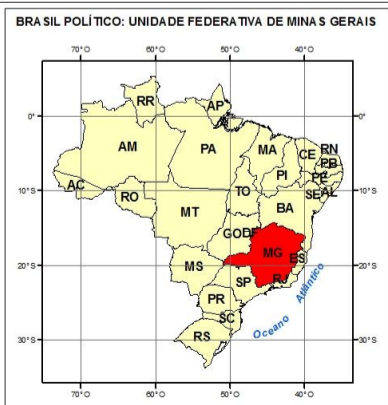 BRASIL POLÍTICO: UNIDADE FEDERATIVA DE MINAS GERAIS
70°O 60°O 50°O 40°O
RR AP
0° 0°
AM PA MA CE RN
PB
PI PE
AC TO AL
10°S RO SE 10°S
BA
MT
GO DF
MG ES
20°S MS 20°S
SP RJ
PR
SC
Oceano Atlântico
30°S RS 30°S
70°O 60°O 50°O 40°O